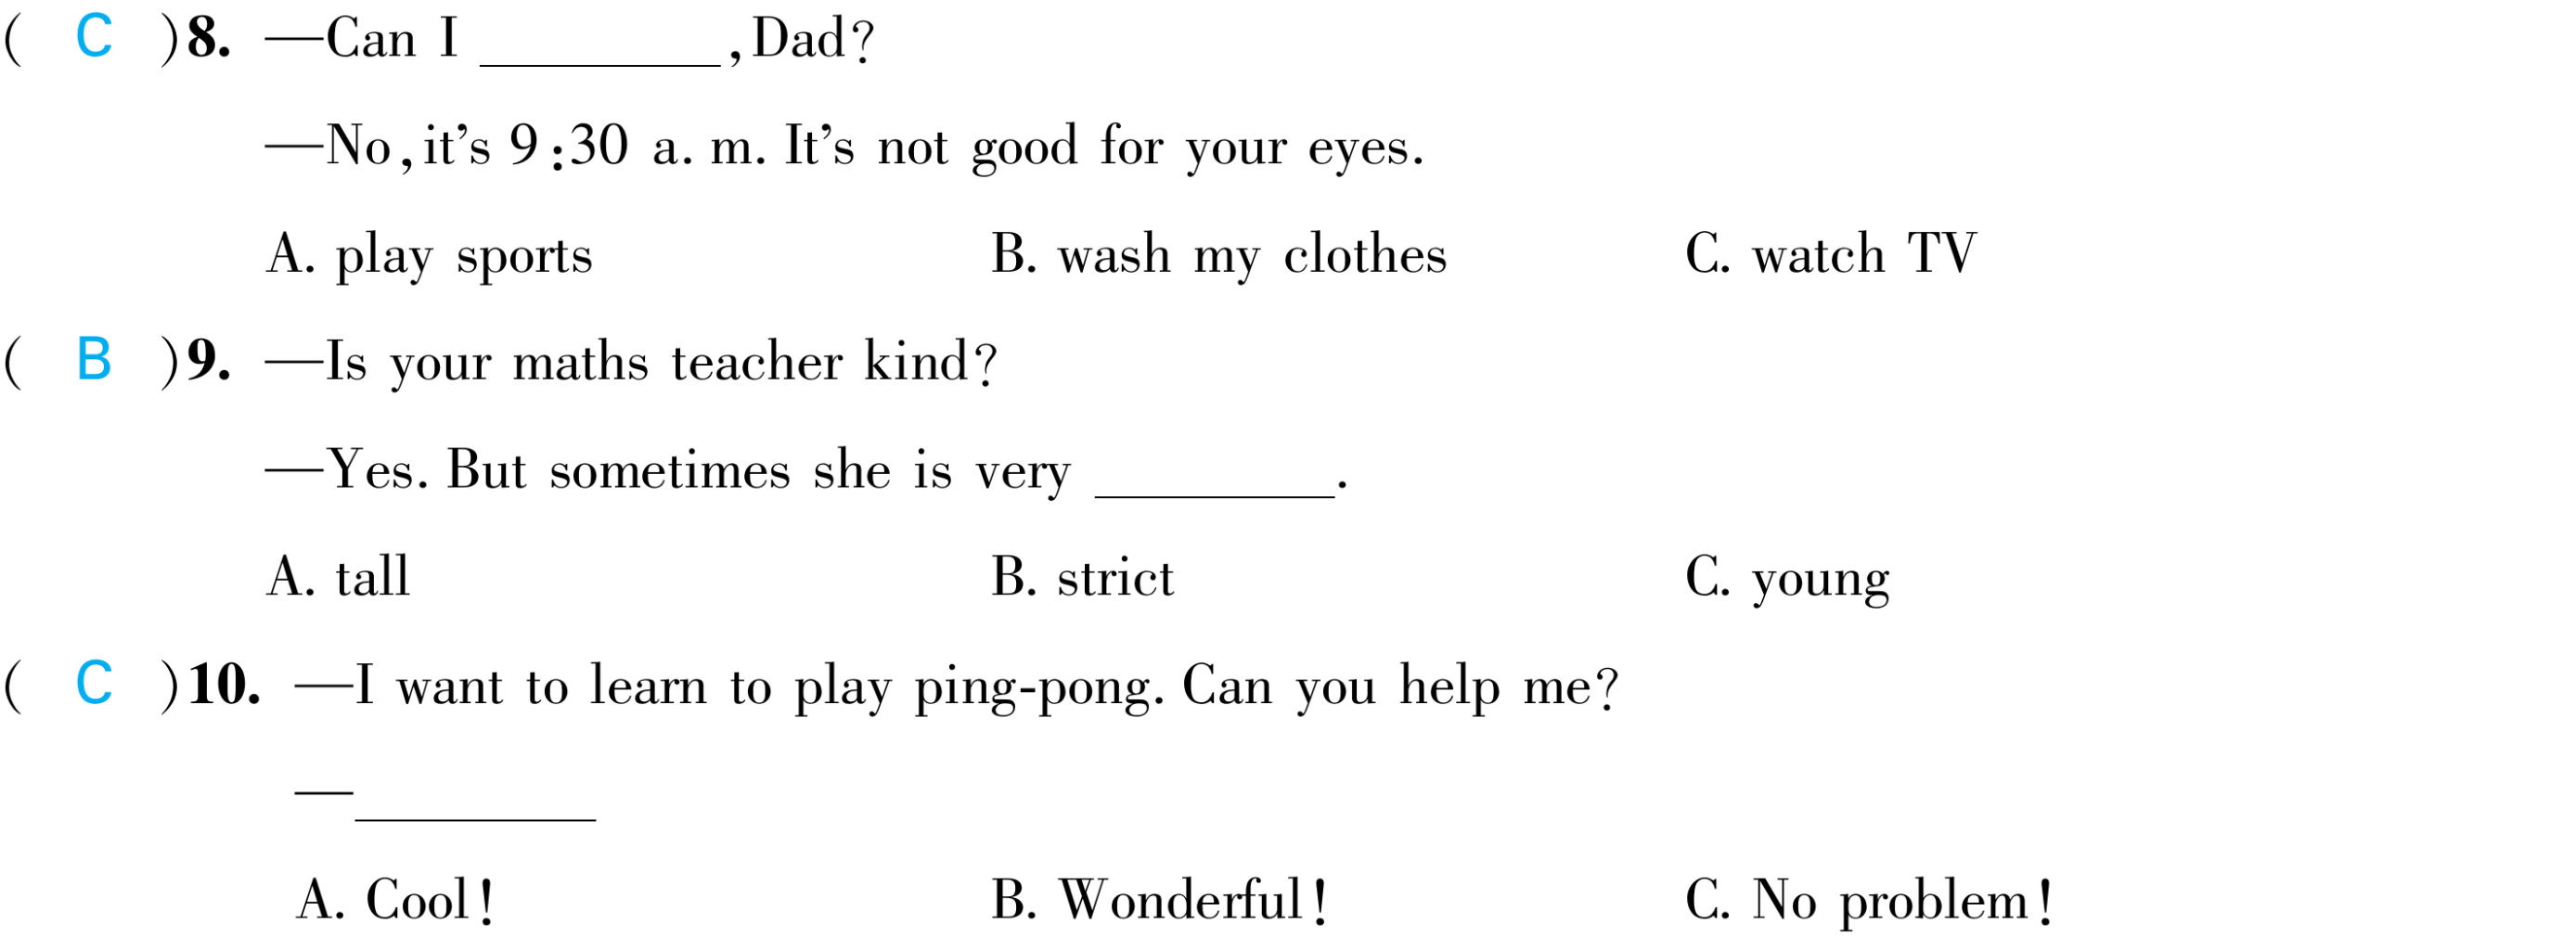 ( C )8. —Can I ________,Dad?
—No,it's 9:30 a. m. It's not good for your eyes.
A. play sports B. wash my clothes C. watch TV
( B )9. —Is your maths teacher kind?
—Yes. But sometimes she is very ________.
A. tall B. strict C. young
( C )10. —I want to learn to play ping-pong. Can you help me?
—________
A. Cool! B. Wonderful! C. No problem!